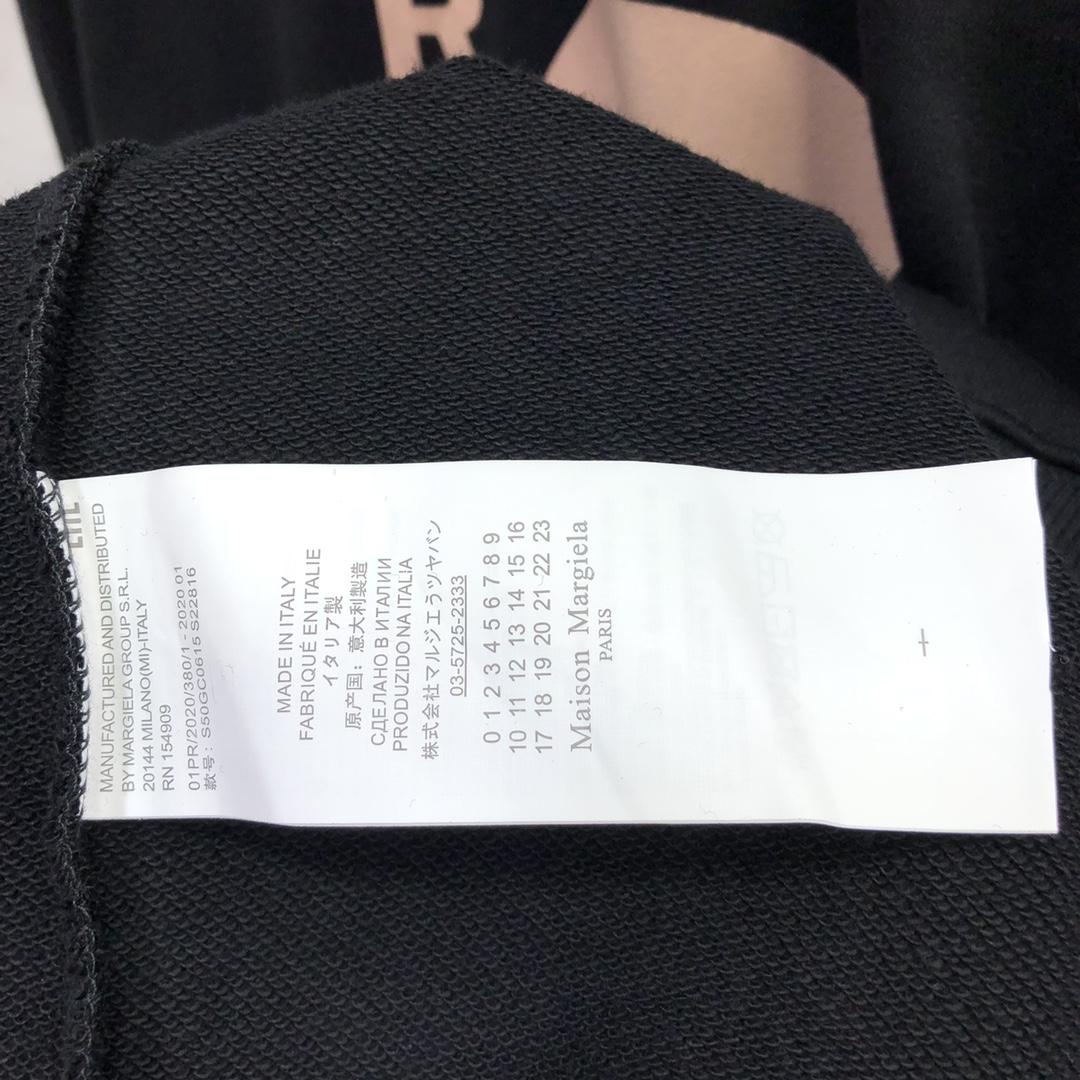 R
MANUFACTURED AND DISTRIBUTED
BY MARGIELA GROUP S.R.L.
20144 MILANO(MI)-ITALY
RN 154909
01PR/2020/380/1 - 2020 01
款号: S50GC0615 S22816
MADE IN ITALY
FABRIQUÉ EN ITALIE
イタリア製
原产国：意大利製造
СДЕЛАНО В ИТАЛИИ
PRODUZIDO NA ITALIA
株式会社マルジエラツヤパン
03-5725-2333
0 1 2 3 4 5 6 7 8 9
10 11 12 13 14 15 16
17 18 19 20 21 22 23
Maison Margiela
PARIS
+